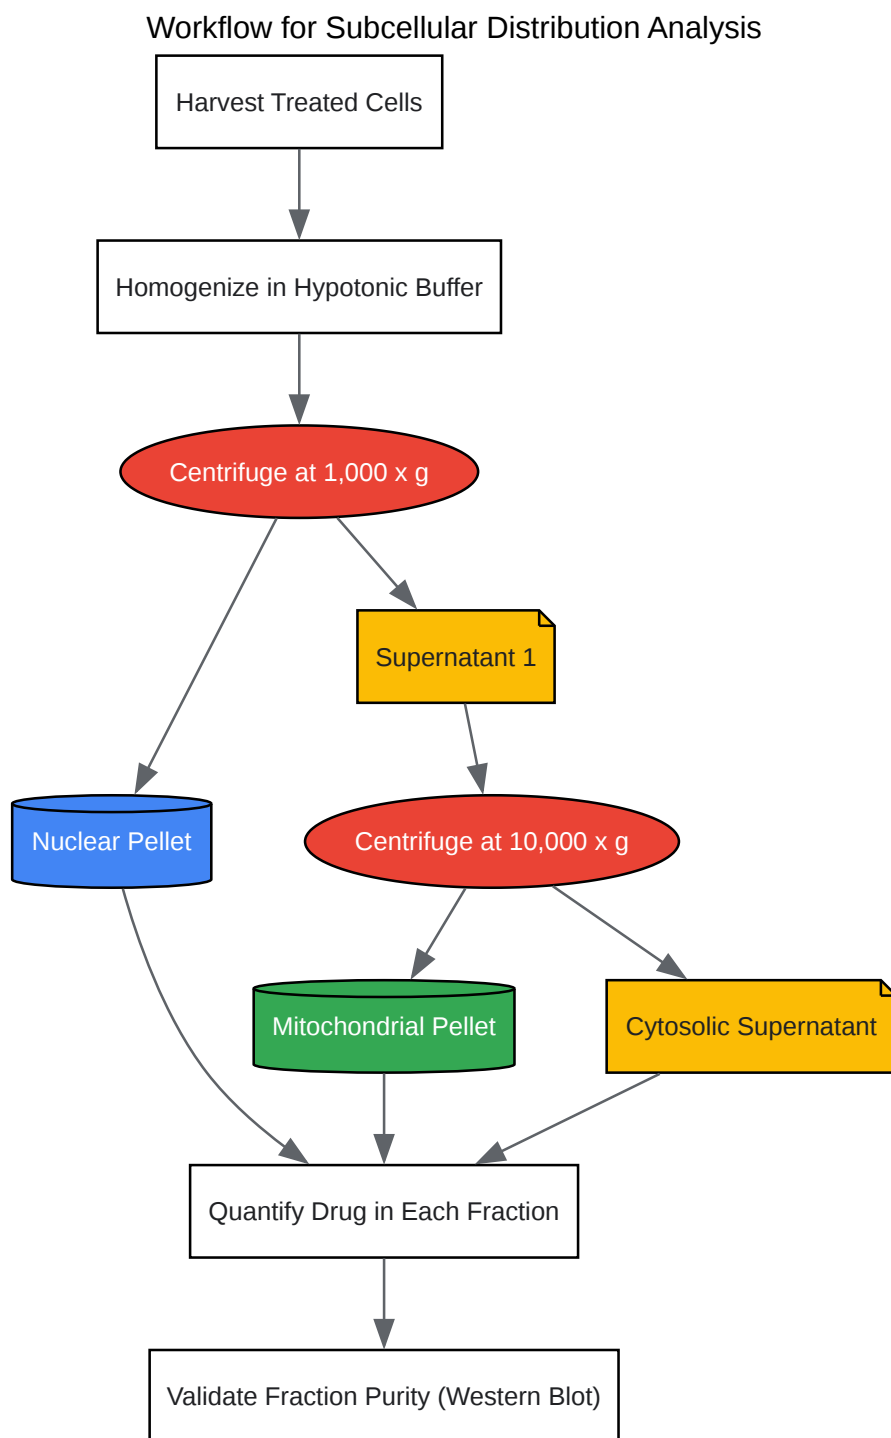 Workflow for Subcellular Distribution Analysis
Harvest Treated Cells
Homogenize in Hypotonic Buffer
Centrifuge at 1,000 x g
Supernatant 1
Nuclear Pellet
Centrifuge at 10,000 x g
Mitochondrial Pellet
Cytosolic Supernatant
Quantify Drug in Each Fraction
Validate Fraction Purity (Western Blot)